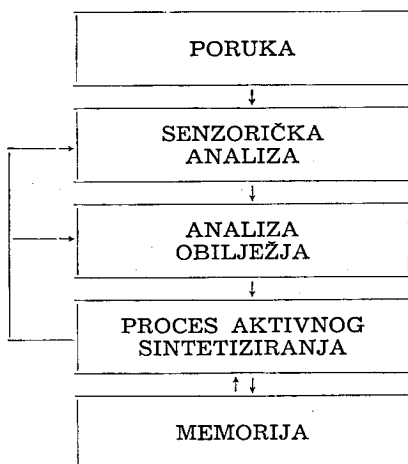 PORUKA
SENZORIČKA
ANALIZA
ANALIZA
OBILJEŽJA
PROCES AKTIVNOG
SINTETIZIRANJA
MEMORIJA